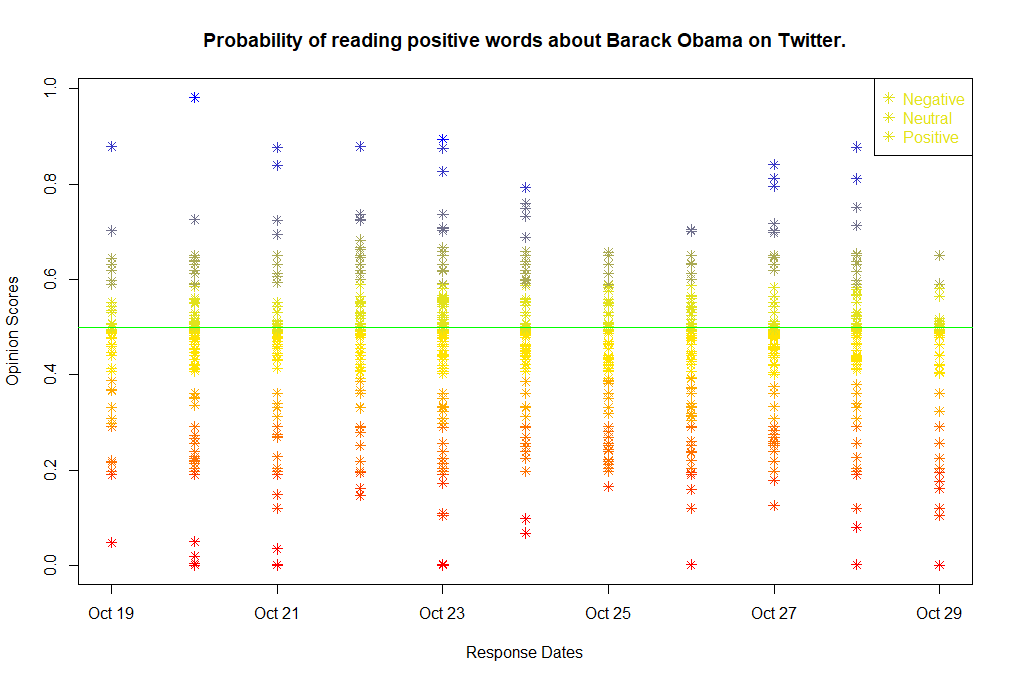 Probability of reading positive words about Barack Obama on Twitter.
Negative
Neutral
Positive
1.0
0.8
0.6
0.4
0.2
0.0
Opinion Scores
Oct 19 Oct 21 Oct 23 Oct 25 Oct 27 Oct 29
Response Dates